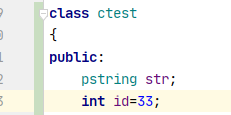 class ctest
{
public:
pstring str;
int id=33;